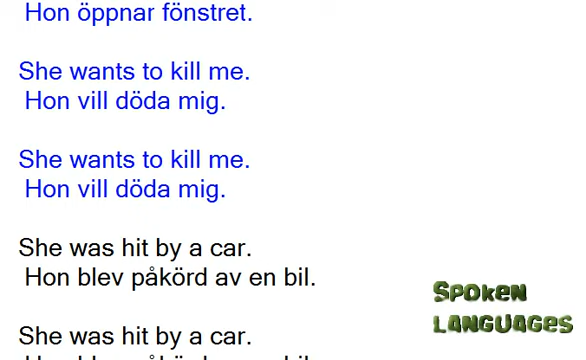 Hon öppnar fönstret.
She wants to kill me.
Hon vill döda mig.
She wants to kill me.
Hon vill döda mig.
She was hit by a car.
Hon blev påkörd av en bil.
She was hit by a car.
SPOKEN
LANGUAGES